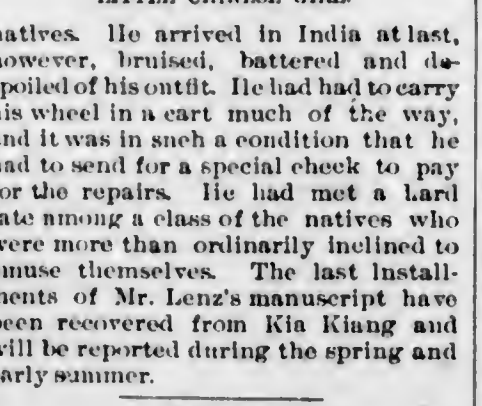 natives. He arrived in India at last,
however, bruised, battered and de-
spoiled of his outfit. He had had to carry
his wheel in a cart much of the way,
and it was in such a condition that he
had to send for a special check to pay
for the repairs. He had met a hard
fate among a class of the natives who
were more than ordinarily inclined to
amuse themselves. The last install-
ments of Mr. Lenz's manuscript have
been recovered from Kia Kiang and
will be reported during the spring and
early summer.